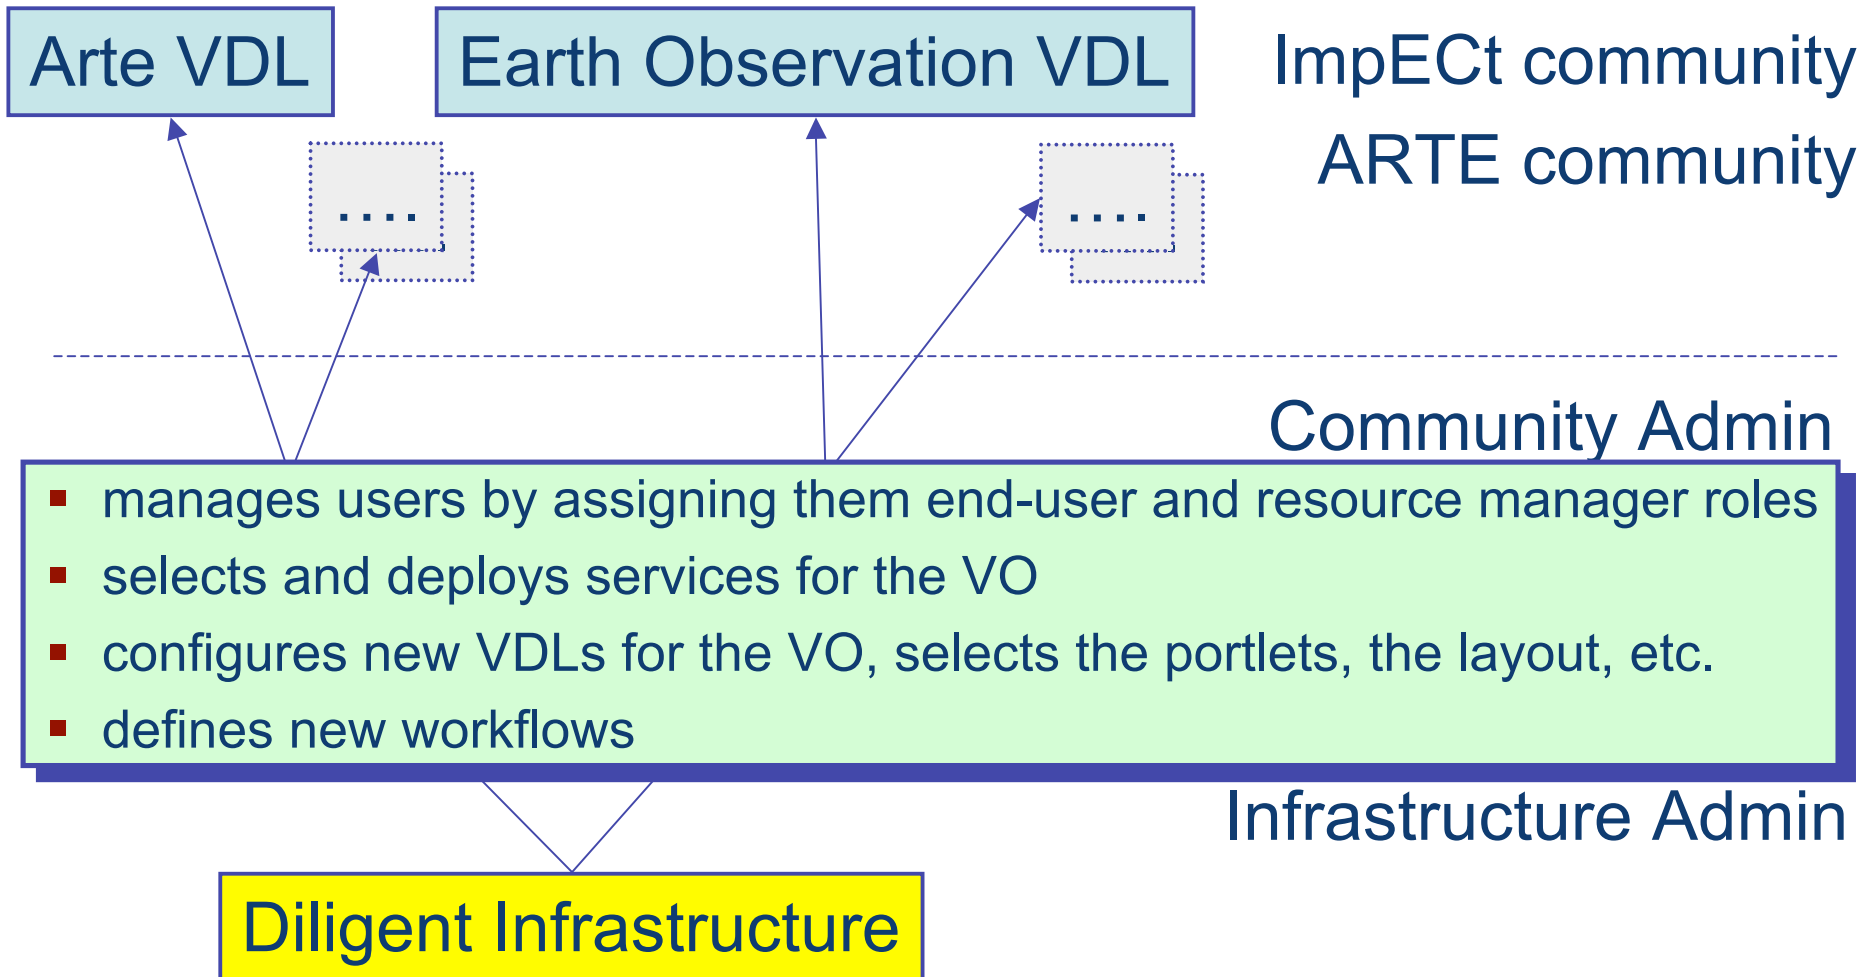 Arte VDL
Earth Observation VDL
ImpECt community
ARTE community
....
....
Community Admin
▪ manages users by assigning them end-user and resource manager roles
▪ selects and deploys services for the VO
▪ configures new VDLs for the VO, selects the portlets, the layout, etc.
▪ defines new workflows
Infrastructure Admin
Diligent Infrastructure